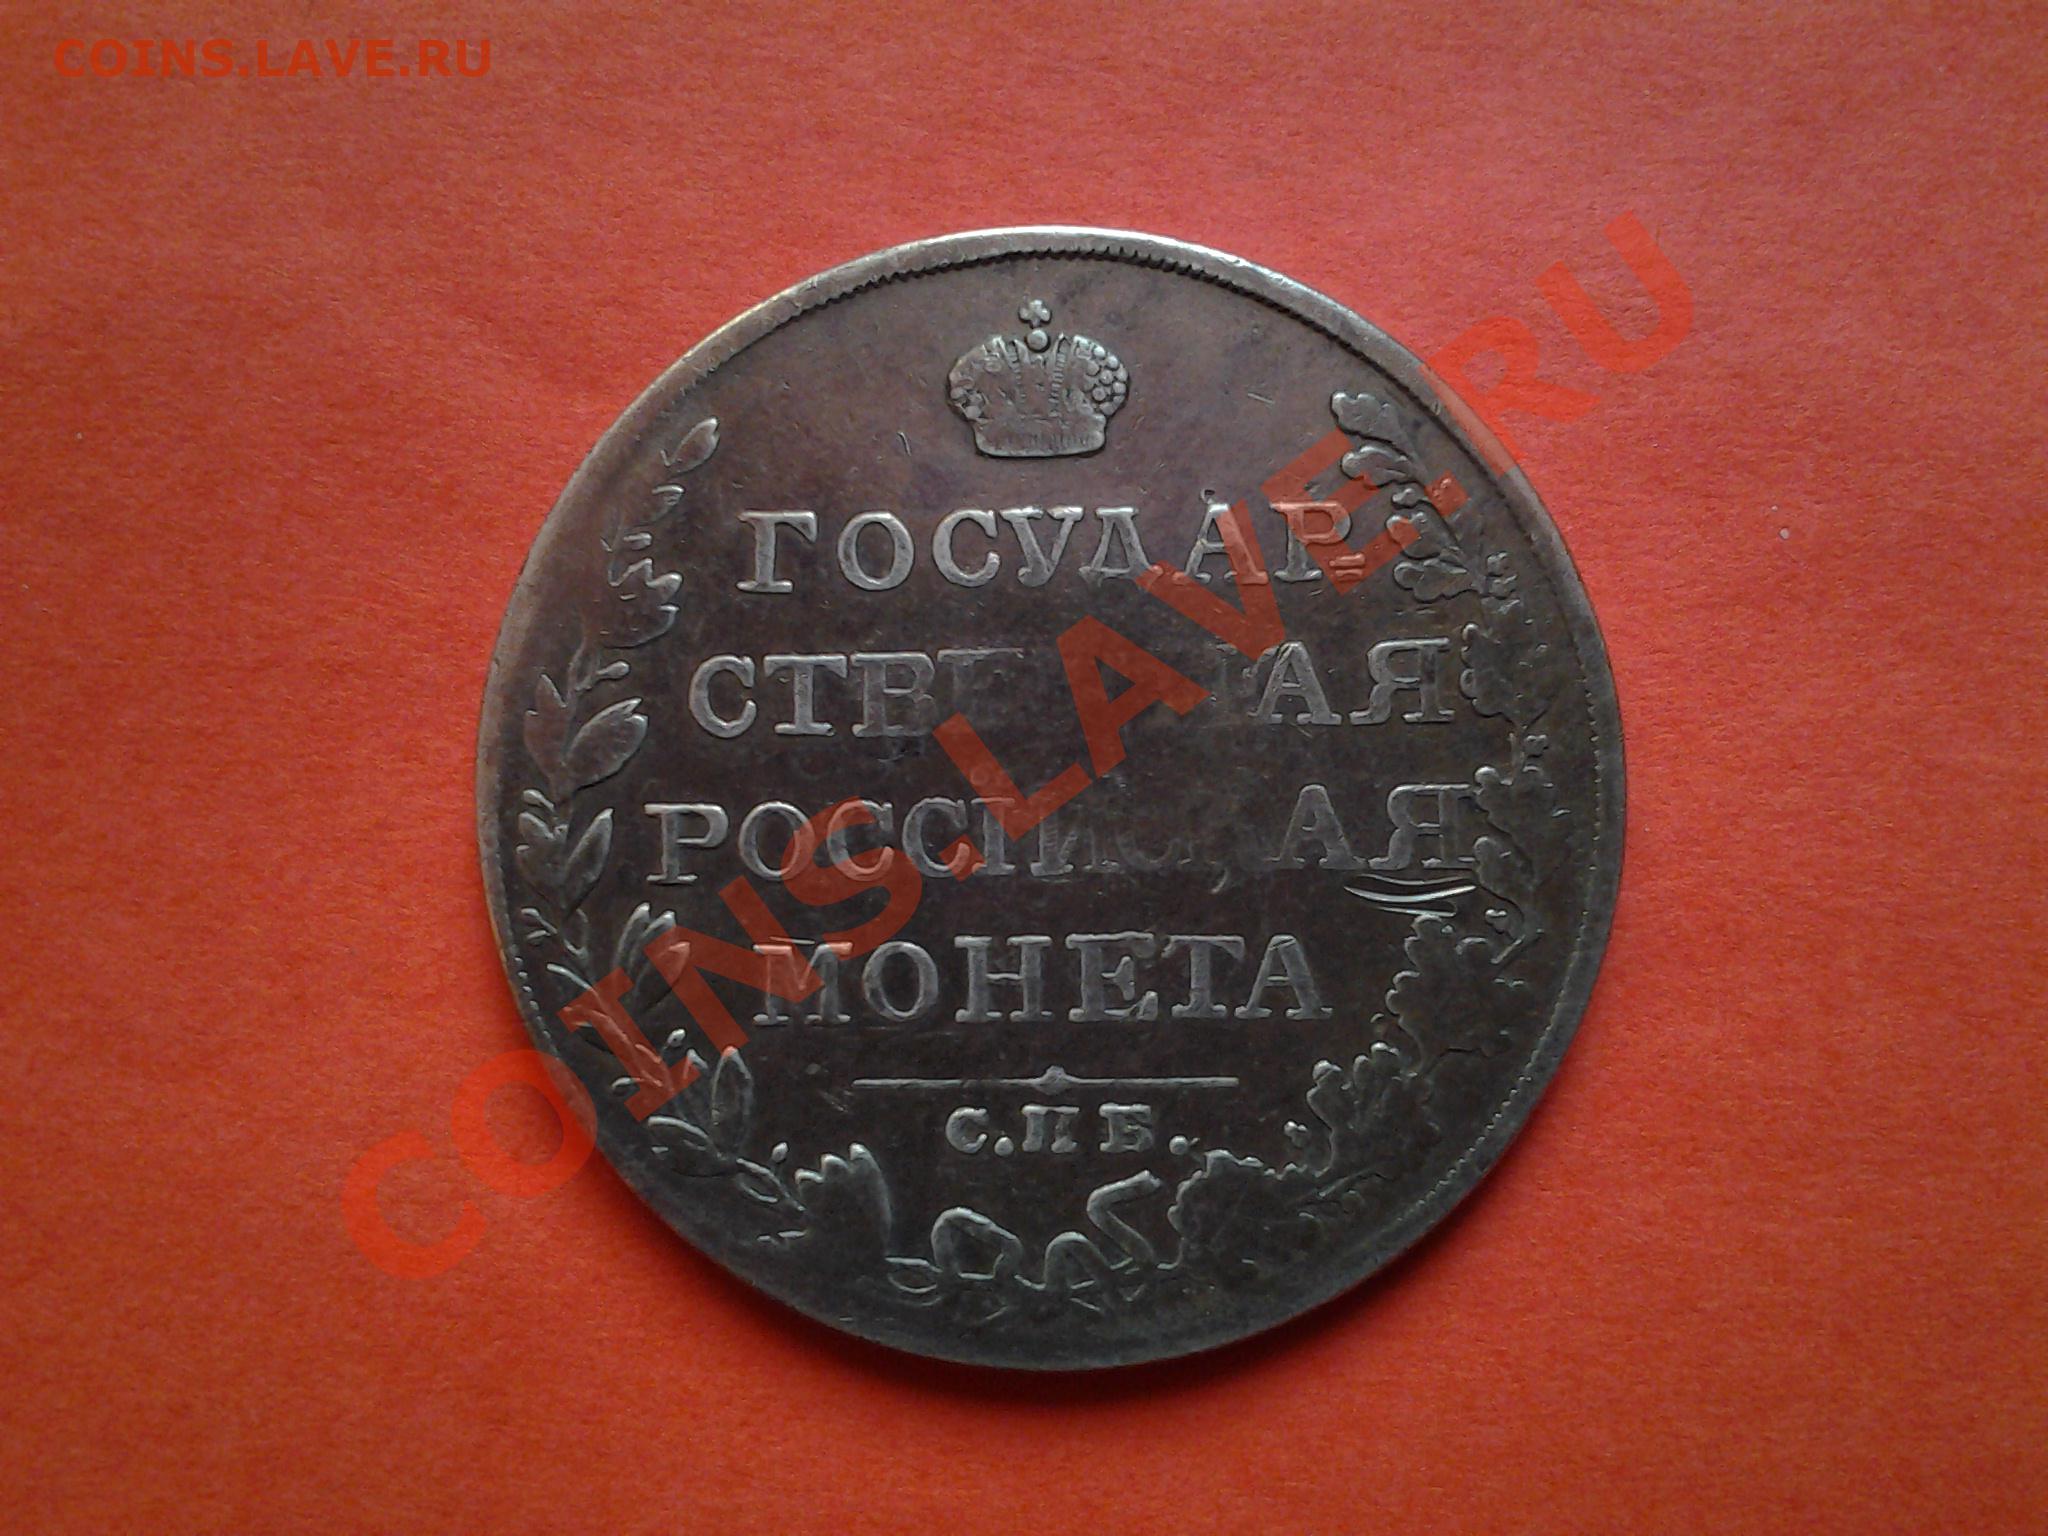 COINS.LAVE.RU
ГОСУДАР=
СТВЕННАЯ
РОССІЙСКАЯ
МОНЕТА
С.П Б.
COINS.LAVE.RU